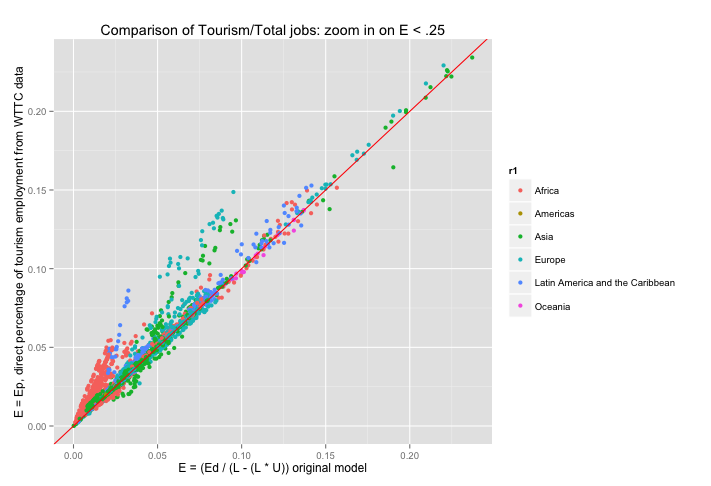 Comparison of Tourism/Total jobs: zoom in on E < .25
E = Ep, direct percentage of tourism employment from WTTC data
0.20
0.15
0.10
0.05
0.00
0.00 0.05 0.10 0.15 0.20
E = (Ed / (L - (L * U)) original model
r1
Africa
Americas
Asia
Europe
Latin America and the Caribbean
Oceania